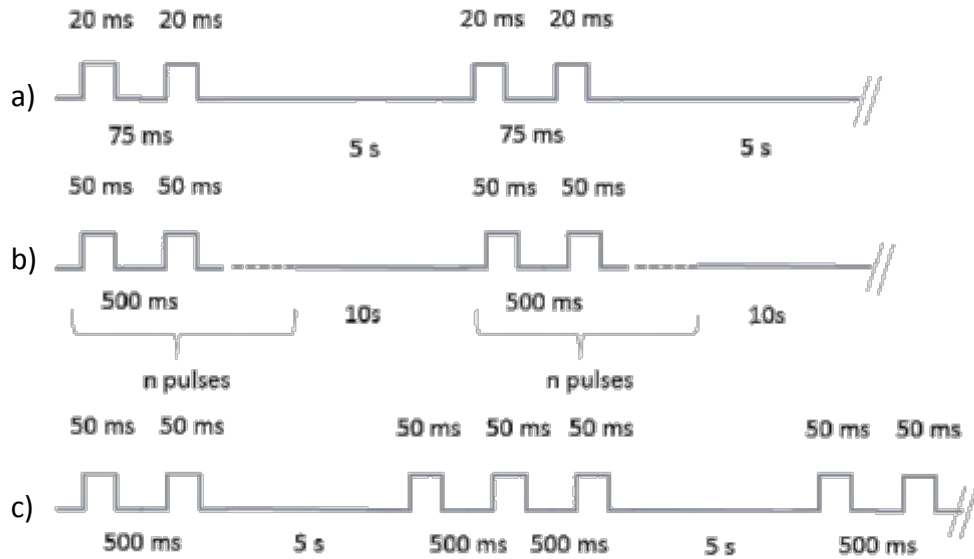 20 ms 20 ms 20 ms 20 ms
a)
75 ms 75 ms
5 s 5 s
50 ms 50 ms 50 ms 50 ms
b)
500 ms 500 ms
10s 10s
n pulses n pulses
50 ms 50 ms 50 ms 50 ms 50 ms 50 ms 50 ms
c)
500 ms 5 s 500 ms 500 ms 5 s 500 ms